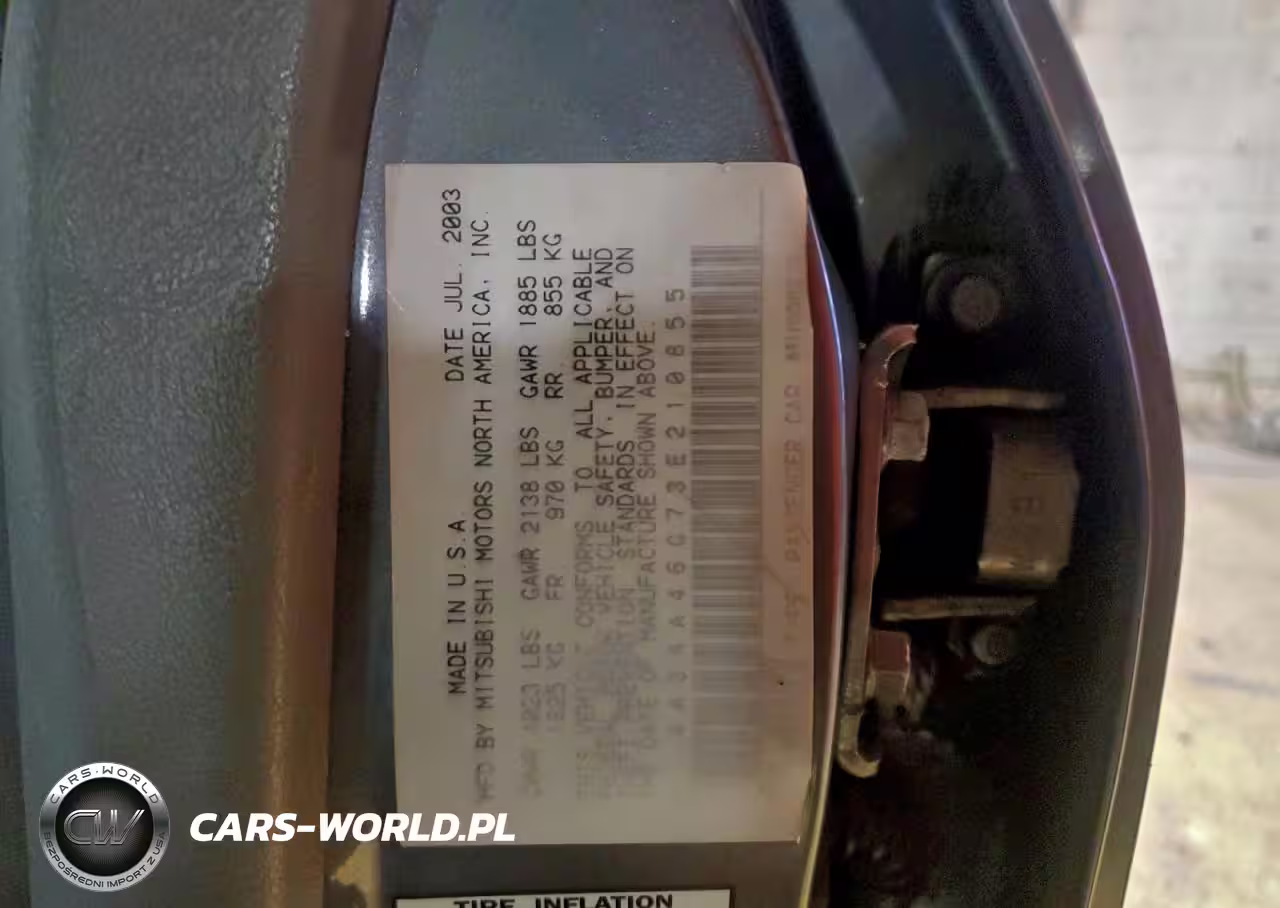 MADE IN U.S.A. DATE JUL. 2003
MFD BY MITSUBISHI MOTORS NORTH AMERICA, INC.
GVWR 4023 LBS GAWR 2138 LBS GAWR 1885 LBS
1825 KG FR 970 KG RR 855 KG
THIS VEHICLE CONFORMS TO ALL APPLICABLE
VEHICLE SAFETY, BUMPER, AND
THEFT PREVENTION STANDARDS IN EFFECT ON
DATE OF MANUFACTURE SHOWN ABOVE.
4A3AA46G73E210855
PASSENGER CAR
TIRE INFLATION
CARS-WORLD
CW
BEZPOŚREDNI IMPORT Z USA
CARS-WORLD.PL